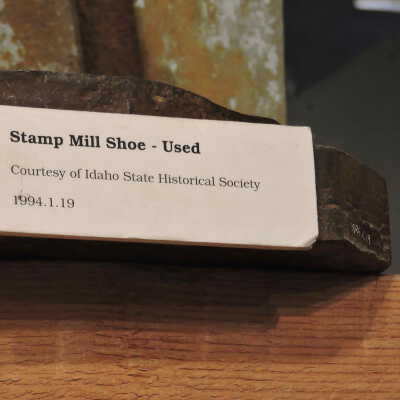 Stamp Mill Shoe - Used
Courtesy of Idaho State Historical Society
1994.1.19